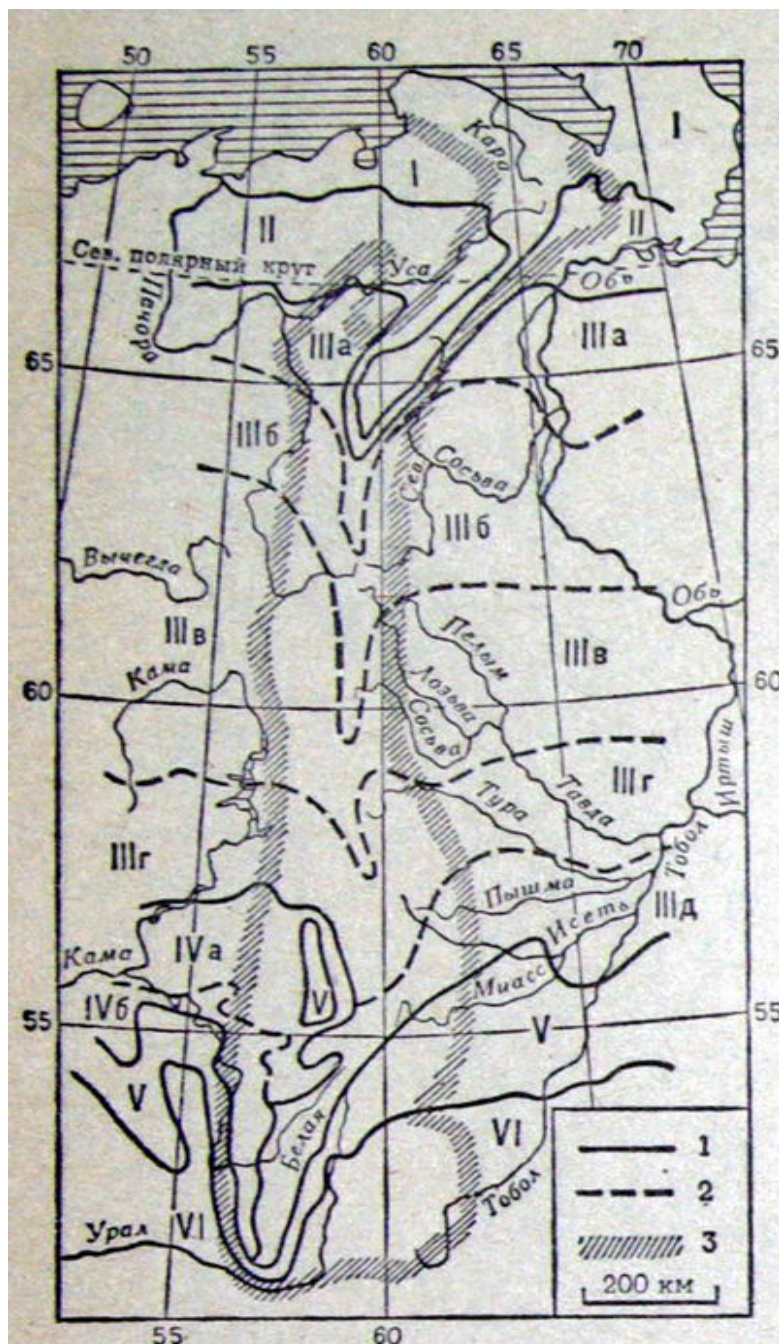 50 55 60 65 70
Кара
I
I
II
II
Сев. полярный круг
Уса
Обь
Печора
IIIа
IIIа
65
65
IIIб
Сосьва
Сев.
IIIб
Вычегда
Обь
IIIв
Пелым
IIIв
Кама
Лозьва
60
60
Сосьва
Иртыш
IIIг
Тура
Тавда
IIIг
Тобол
Пышма
IIIд
Исеть
Кама
IVа
V
Миасс
IVб
55
55
V
V
Белая
VI
1
2
Тобол
Урал
VI
3
200 км
55
60